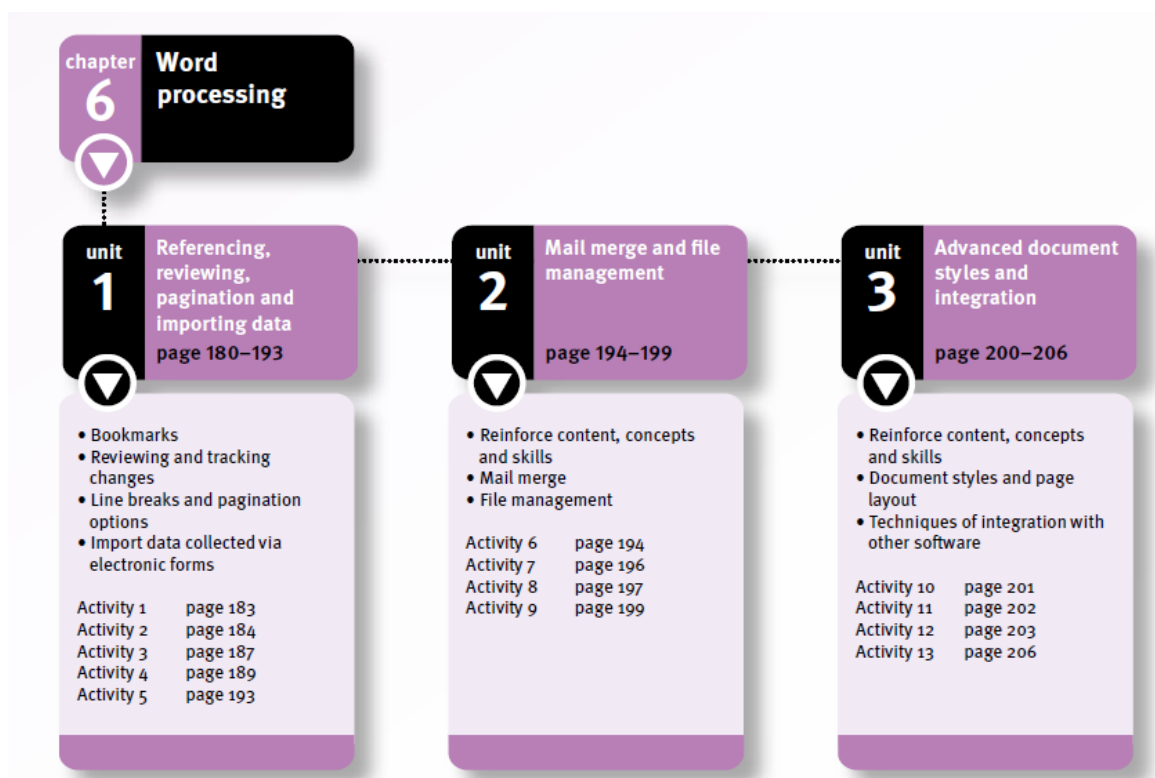 chapter
6
Word
processing
unit
1
Referencing,
reviewing,
pagination and
importing data
page 180–193
• Bookmarks
• Reviewing and tracking
changes
• Line breaks and pagination
options
• Import data collected via
electronic forms
Activity 1 page 183
Activity 2 page 184
Activity 3 page 187
Activity 4 page 189
Activity 5 page 193
unit
2
Mail merge and file
management
page 194–199
• Reinforce content, concepts
and skills
• Mail merge
• File management
Activity 6 page 194
Activity 7 page 196
Activity 8 page 197
Activity 9 page 199
unit
3
Advanced document
styles and
integration
page 200–206
• Reinforce content, concepts
and skills
• Document styles and page
layout
• Techniques of integration with
other software
Activity 10 page 201
Activity 11 page 202
Activity 12 page 203
Activity 13 page 206